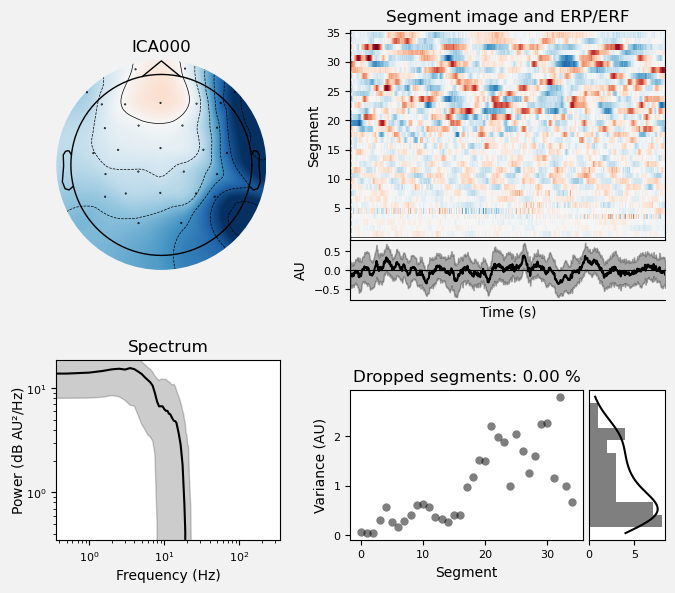 ICA000
Segment image and ERP/ERF
35
30
25
20
15
10
5
Segment
0.5
0.0
−0.5
AU
Time (s)
Spectrum
10¹
10⁰
Power (dB AU²/Hz)
10⁰ 10¹ 10²
Frequency (Hz)
Dropped segments: 0.00 %
2
1
0
Variance (AU)
0 10 20 30
Segment
0 5